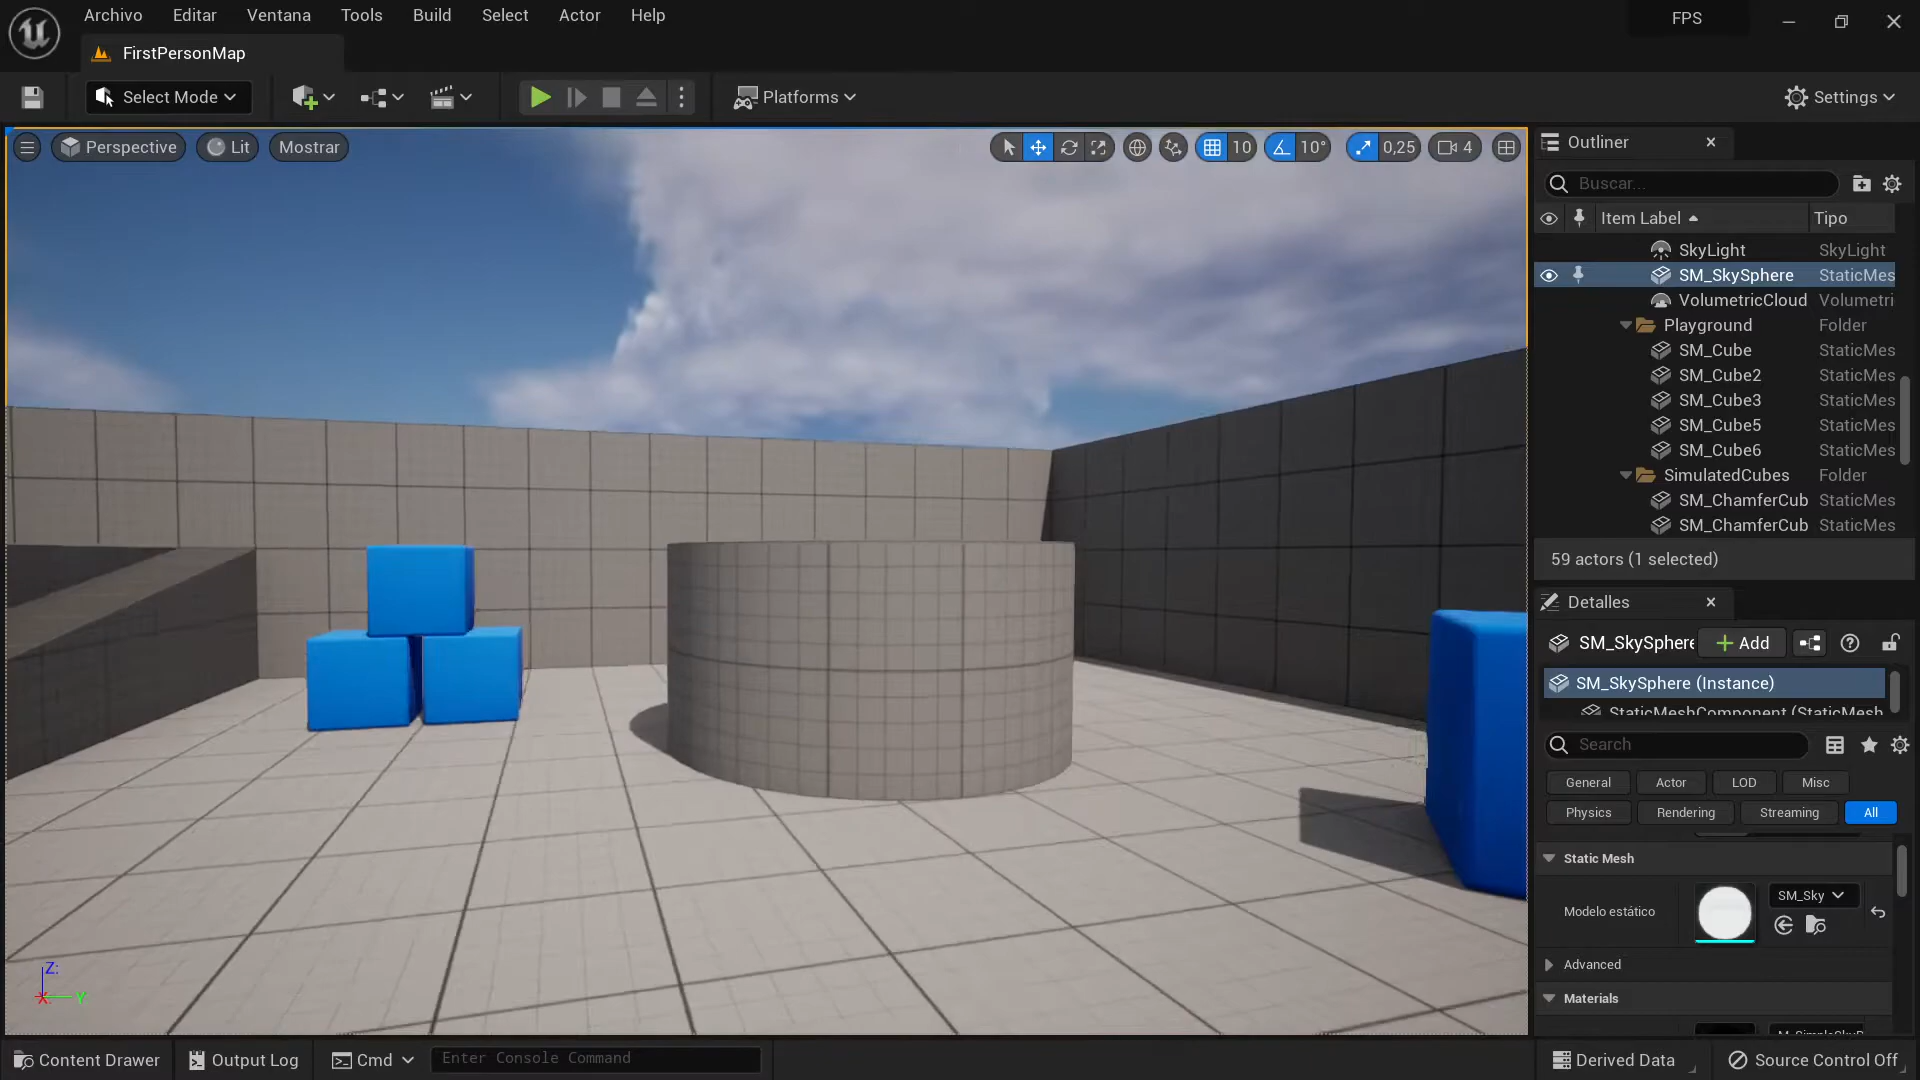 Archivo Editar Ventana Tools Build Select Actor Help
FPS
FirstPersonMap
Select Mode
Platforms
Settings
Perspective Lit Mostrar
10 10° 0,25 4
Outliner
Buscar...
Item Label Tipo
SkyLight SkyLight
SM_SkySphere StaticMes
VolumetricCloud Volumetri
Playground Folder
SM_Cube StaticMes
SM_Cube2 StaticMes
SM_Cube3 StaticMes
SM_Cube5 StaticMes
SM_Cube6 StaticMes
SimulatedCubes Folder
SM_ChamferCub StaticMes
SM_ChamferCub StaticMes
59 actors (1 selected)
Detalles
SM_SkySphere Add
SM_SkySphere (Instance)
StaticMeshComponent (StaticMesh
Search
General Actor LOD Misc
Physics Rendering Streaming All
Static Mesh
Modelo estático SM_Sky
Advanced
Materials
Z
X Y
Content Drawer Output Log Cmd Enter Console Command Derived Data Source Control Off